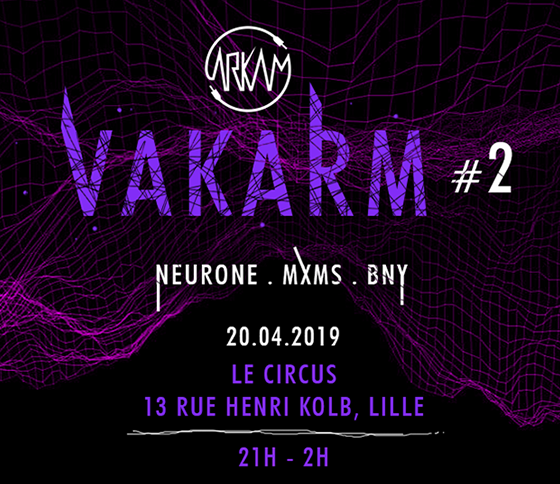 ARKAM
VAKARM #2
NEURONE . MXMS . BNY
20.04.2019
LE CIRCUS
13 RUE HENRI KOLB, LILLE
21H - 2H